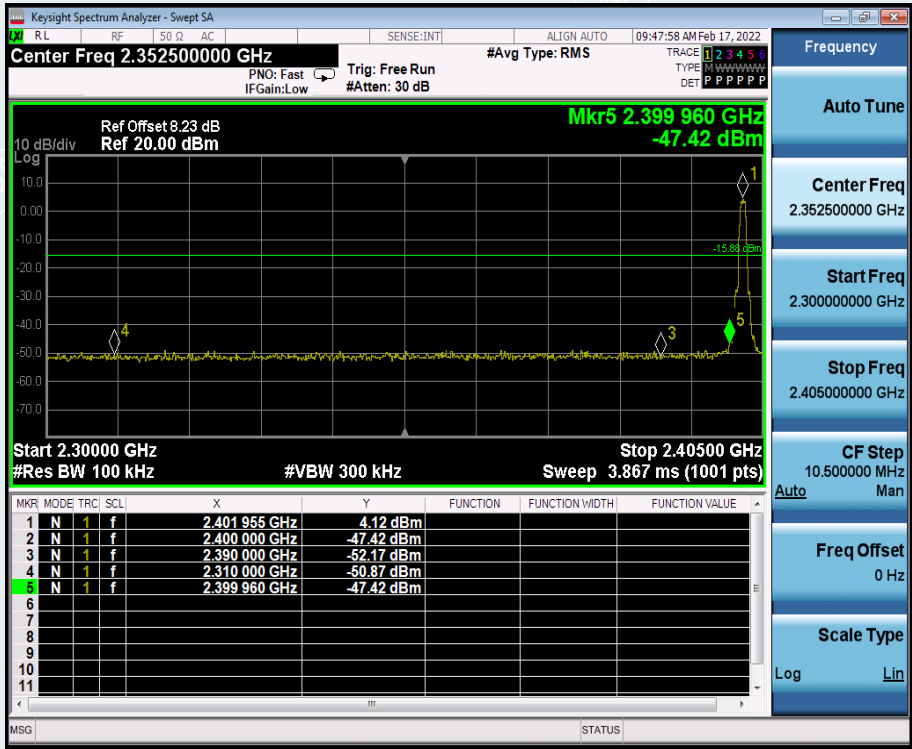 Keysight Spectrum Analyzer - Swept SA
LXI RL RF 50 Ω AC SENSE:INT ALIGN AUTO 09:47:58 AM Feb 17, 2022
Center Freq 2.352500000 GHz
#Avg Type: RMS
TRACE 1 2 3 4 5 6
PNO: Fast Trig: Free Run TYPE M WWWWW
IFGain:Low #Atten: 30 dB DET P P P P P P
Mkr5 2.399 960 GHz
Ref Offset 8.23 dB
10 dB/div Ref 20.00 dBm -47.42 dBm
Log
1
10.0
0.00
-10.0
-15.88 dBm
-20.0
-30.0
-40.0
4 3 5
-50.0
-60.0
-70.0
Start 2.30000 GHz Stop 2.40500 GHz
#Res BW 100 kHz #VBW 300 kHz Sweep 3.867 ms (1001 pts)
MKR MODE TRC SCL X Y FUNCTION FUNCTION WIDTH FUNCTION VALUE
1 N 1 f 2.401 955 GHz 4.12 dBm
2 N 1 f 2.400 000 GHz -47.42 dBm
3 N 1 f 2.390 000 GHz -52.17 dBm
4 N 1 f 2.310 000 GHz -50.87 dBm
5 N 1 f 2.399 960 GHz -47.42 dBm
6
7
8
9
10
11
MSG STATUS
Frequency
Auto Tune
Center Freq
2.352500000 GHz
Start Freq
2.300000000 GHz
Stop Freq
2.405000000 GHz
CF Step
10.500000 MHz
Auto Man
Freq Offset
0 Hz
Scale Type
Log Lin